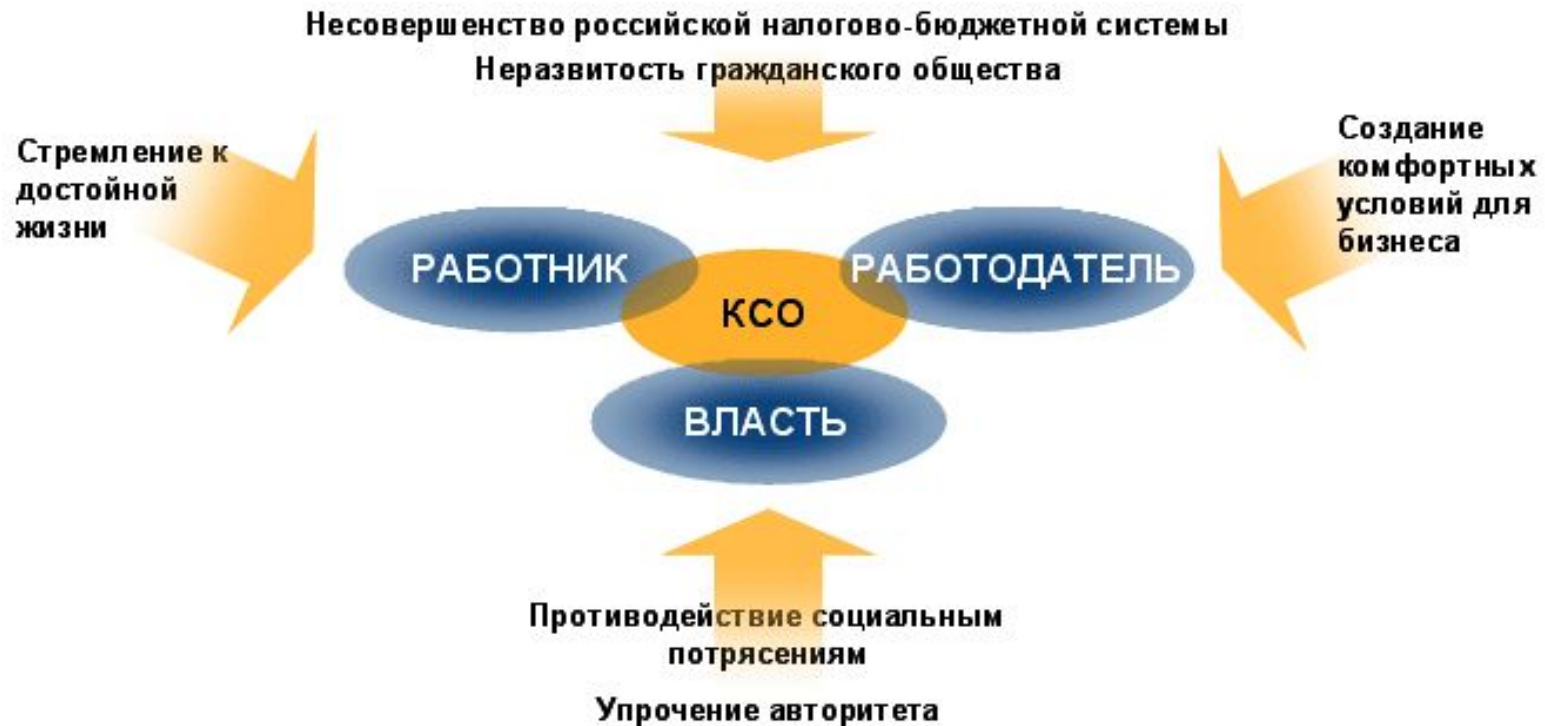 Несовершенство российской налогово-бюджетной системы
Неразвитость гражданского общества
Стремление к
достойной
жизни
Создание
комфортных
условий для
бизнеса
РАБОТНИК
КСО
РАБОТОДАТЕЛЬ
ВЛАСТЬ
Противодействие социальным
потрясениям
Упрочение авторитета